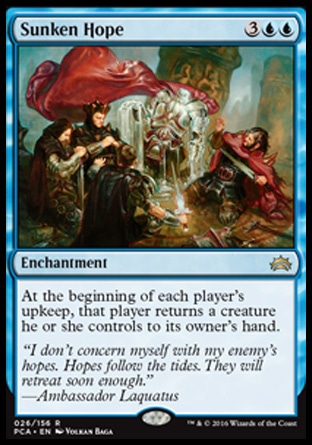 Sunken Hope 3
Enchantment
At the beginning of each player's
upkeep, that player returns a creature
he or she controls to its owner's hand.
"I don't concern myself with my enemy's
hopes. Hopes follow the tides. They will
retreat soon enough."
—Ambassador Laquatus
026/156 R
PCA • EN VOLKAN BAGA ™ & © 2016 Wizards of the Coast